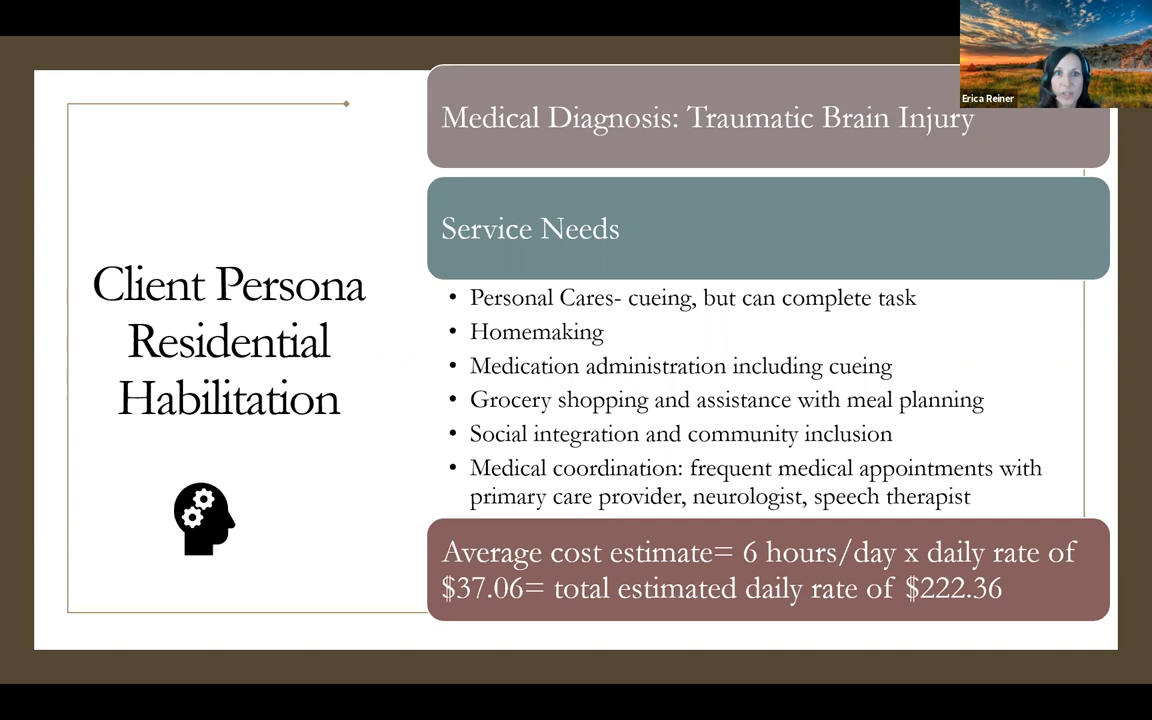 Erica Reiner
Medical Diagnosis: Traumatic Brain Injury
Service Needs
Client Persona
Residential
Habilitation
• Personal Cares- cueing, but can complete task
• Homemaking
• Medication administration including cueing
• Grocery shopping and assistance with meal planning
• Social integration and community inclusion
• Medical coordination: frequent medical appointments with
primary care provider, neurologist, speech therapist
Average cost estimate= 6 hours/day x daily rate of
$37.06= total estimated daily rate of $222.36